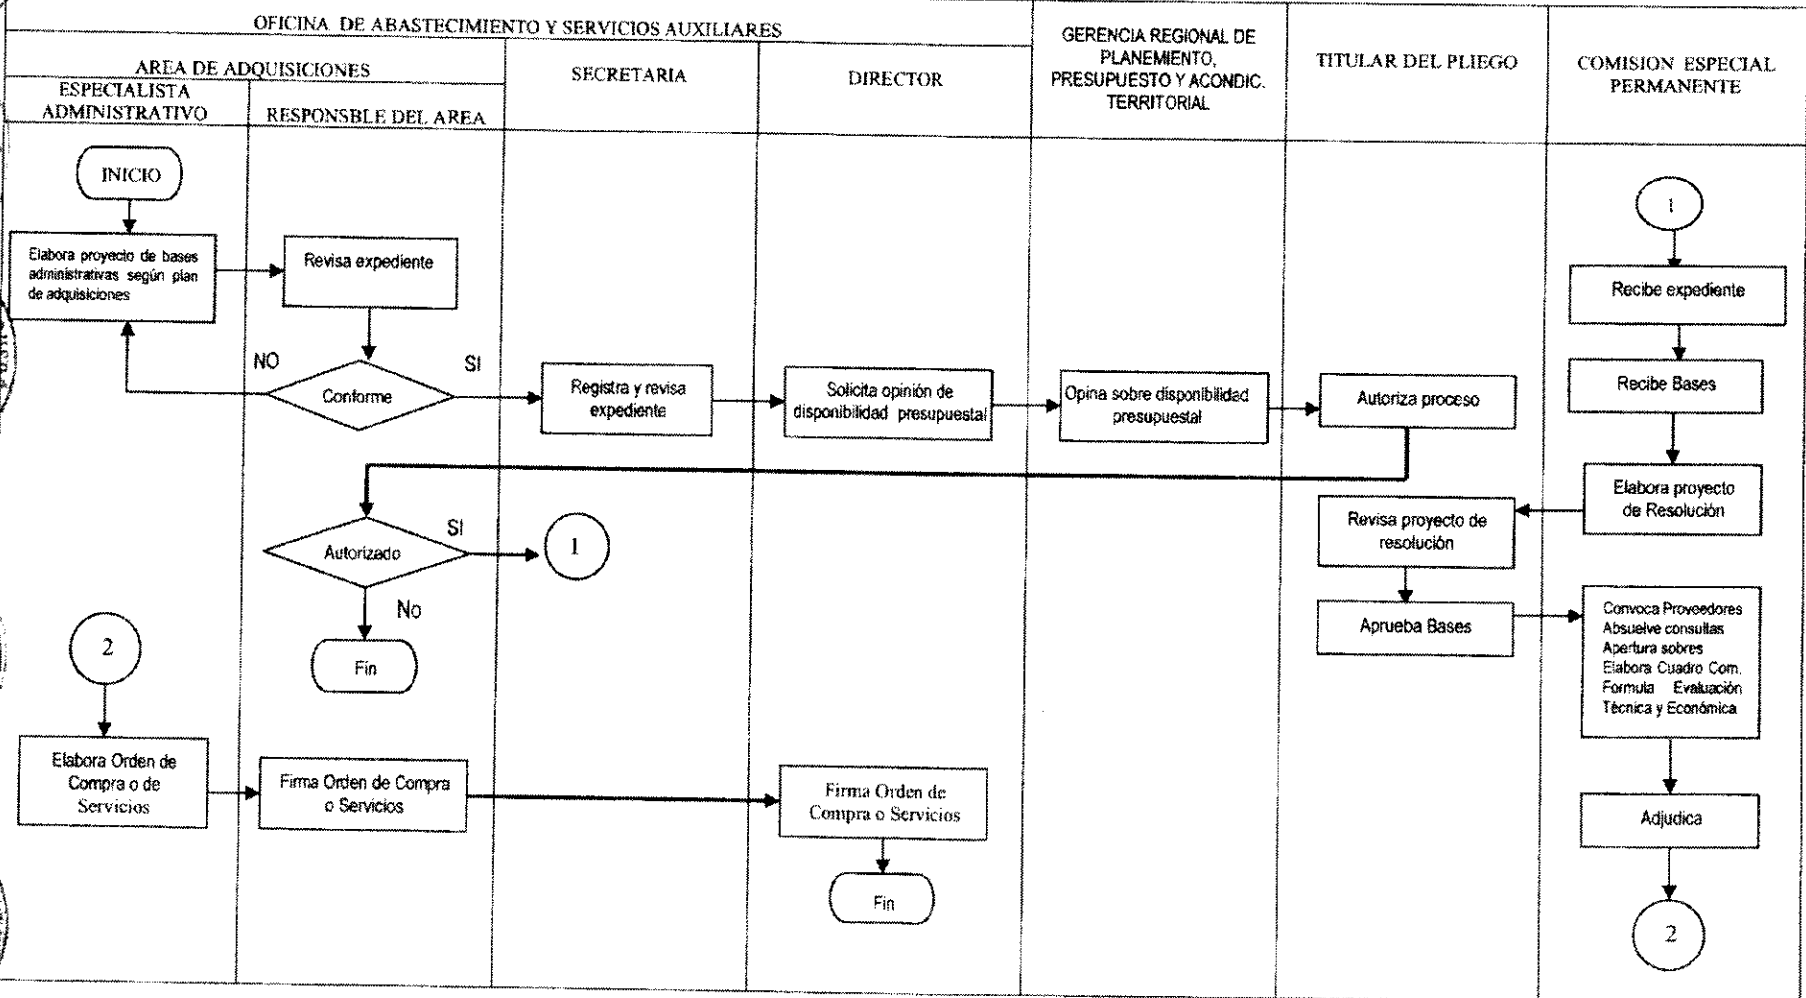 OFICINA DE ABASTECIMIENTO Y SERVICIOS AUXILIARES
AREA DE ADQUISICIONES
ESPECIALISTA
ADMINISTRATIVO
RESPONSBLE DEL AREA
SECRETARIA
DIRECTOR
GERENCIA REGIONAL DE
PLANEMIENTO,
PRESUPUESTO Y ACONDIC.
TERRITORIAL
TITULAR DEL PLIEGO
COMISION ESPECIAL
PERMANENTE
INICIO
Elabora proyecto de bases
administrativas según plan
de adquisiciones
Revisa expediente
NO
Conforme
SI
Registra y revisa
expediente
Solicita opinión de
disponibilidad presupuestal
Opina sobre disponibilidad
presupuestal
Autoriza proceso
Autorizado
SI
1
No
Fin
1
Recibe expediente
Recibe Bases
Elabora proyecto
de Resolución
Revisa proyecto de
resolución
Aprueba Bases
Convoca Proveedores
Absuelve consultas
Apertura sobres
Elabora Cuadro Com.
Formula Evaluación
Técnica y Económica
Adjudica
2
2
Elabora Orden de
Compra o de
Servicios
Firma Orden de Compra
o Servicios
Firma Orden de
Compra o Servicios
Fin